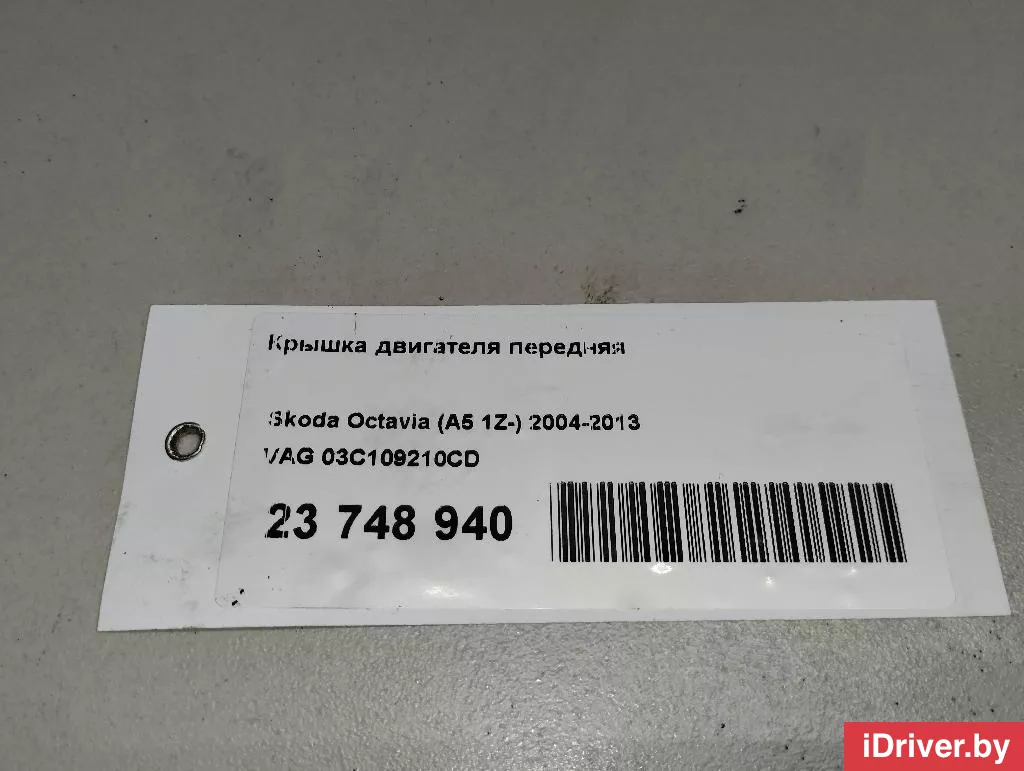 Крышка двигателя передняя
Skoda Octavia (A5 1Z-) 2004-2013
VAG 03C109210CD
23 748 940
iDriver.by